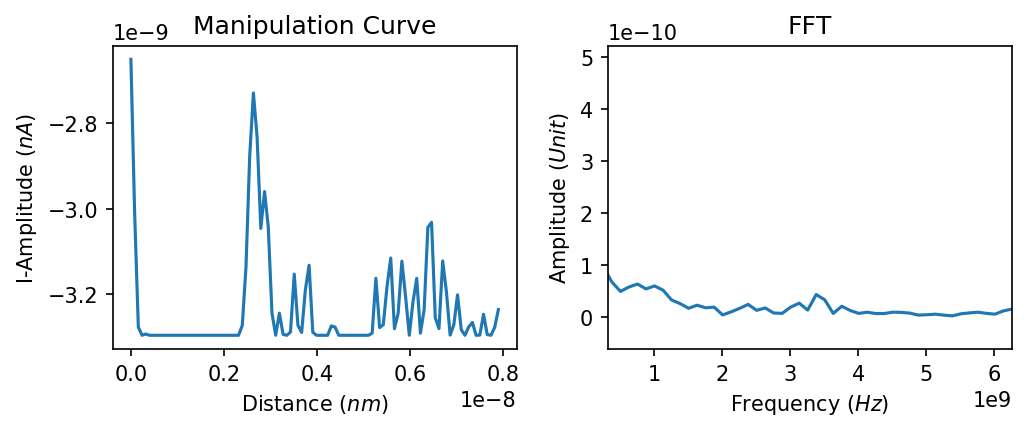 Manipulation Curve
1e−9
I-Amplitude (nA)
−2.8
−3.0
−3.2
0.0 0.2 0.4 0.6 0.8
Distance (nm)
1e−8
FFT
1e−10
Amplitude (Unit)
5
4
3
2
1
0
1 2 3 4 5 6
Frequency (Hz)
1e9